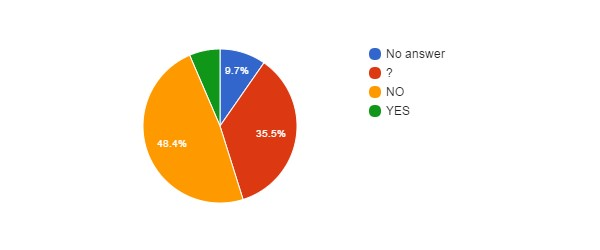 No answer
?
NO
YES
9.7%
35.5%
48.4%